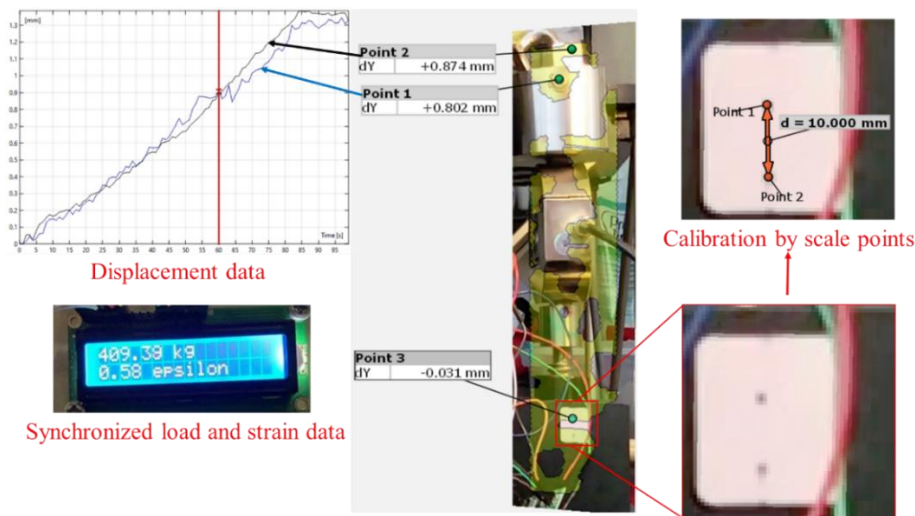 [mm]
1.3
1.2
1.1
1
0.9
0.8
0.7
0.6
0.5
0.4
0.3
0.2
0.1
0 5 10 15 20 25 30 35 40 45 50 55 60 65 70 75 80 85 90 95
Time [s]
Displacement data
Point 2
dY +0.874 mm
Point 1
dY +0.802 mm
Point 3
dY -0.031 mm
409.38 kg
0.58 epsilon
Synchronized load and strain data
Point 1
d = 10.000 mm
Point 2
Calibration by scale points